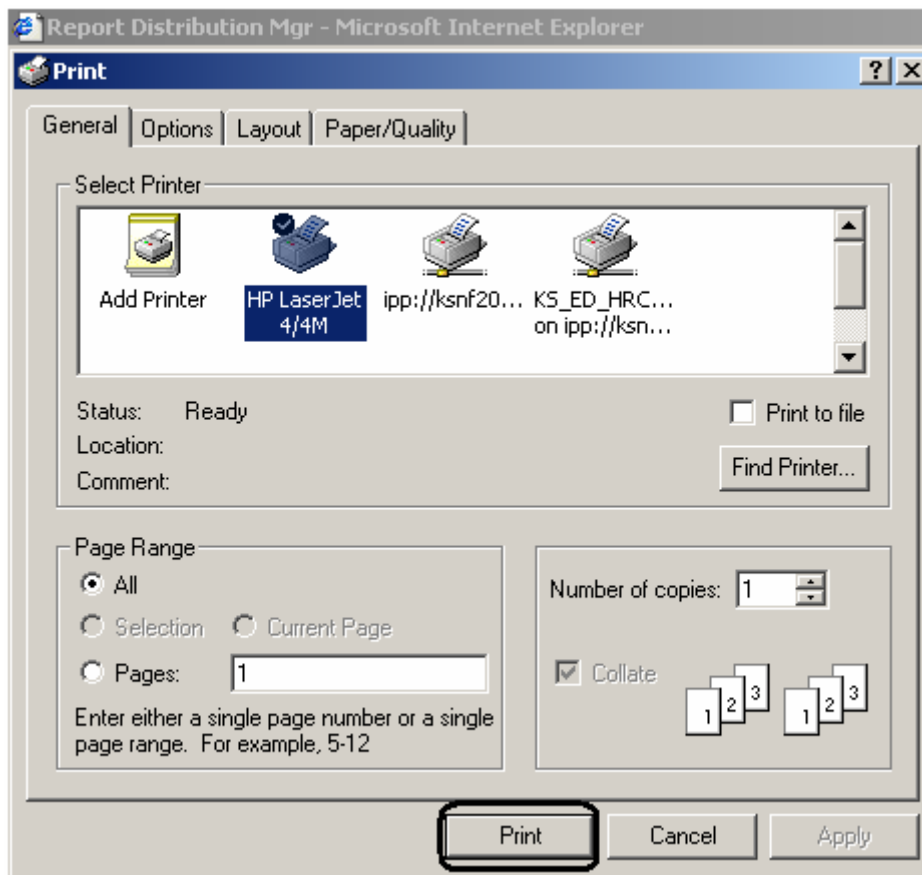 Report Distribution Mgr - Microsoft Internet Explorer
Print
General Options Layout Paper/Quality
Select Printer
Add Printer
HP LaserJet
4/4M
ipp://ksnf20...
KS_ED_HRC...
on ipp://ksn...
Status: Ready
Print to file
Location:
Comment:
Find Printer...
Page Range
All
Selection Current Page
Pages: 1
Enter either a single page number or a single
page range. For example, 5-12
Number of copies: 1
Collate
1 2 3 1 2 3
Print Cancel Apply